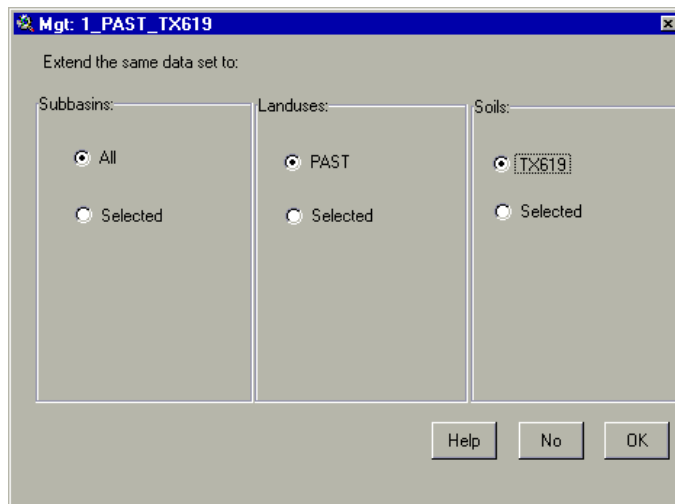 Mgt: 1_PAST_TX619
Extend the same data set to:
Subbasins:
All
Selected
Landuses:
PAST
Selected
Soils:
TX619
Selected
Help
No
OK